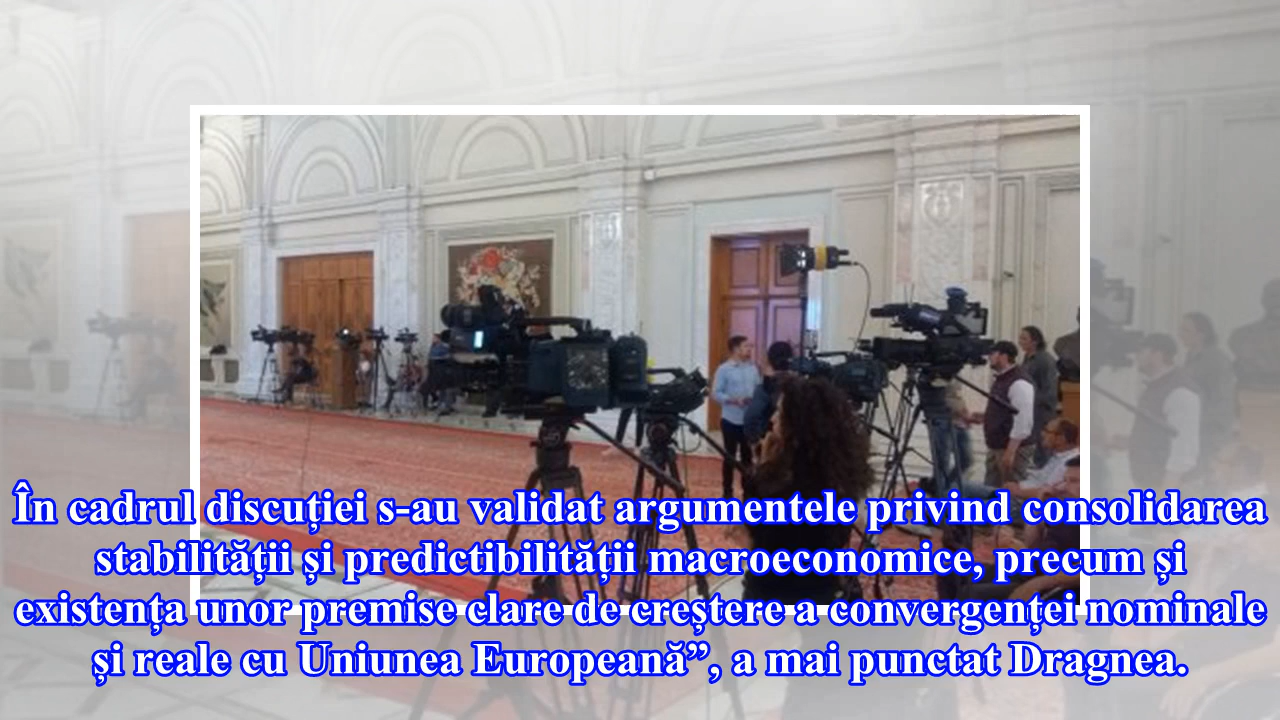 În cadrul discuției s-au validat argumentele privind consolidarea
stabilității și predictibilității macroeconomice, precum și
existența unor premise clare de creștere a convergenței nominale
și reale cu Uniunea Europeană”, a mai punctat Dragnea.